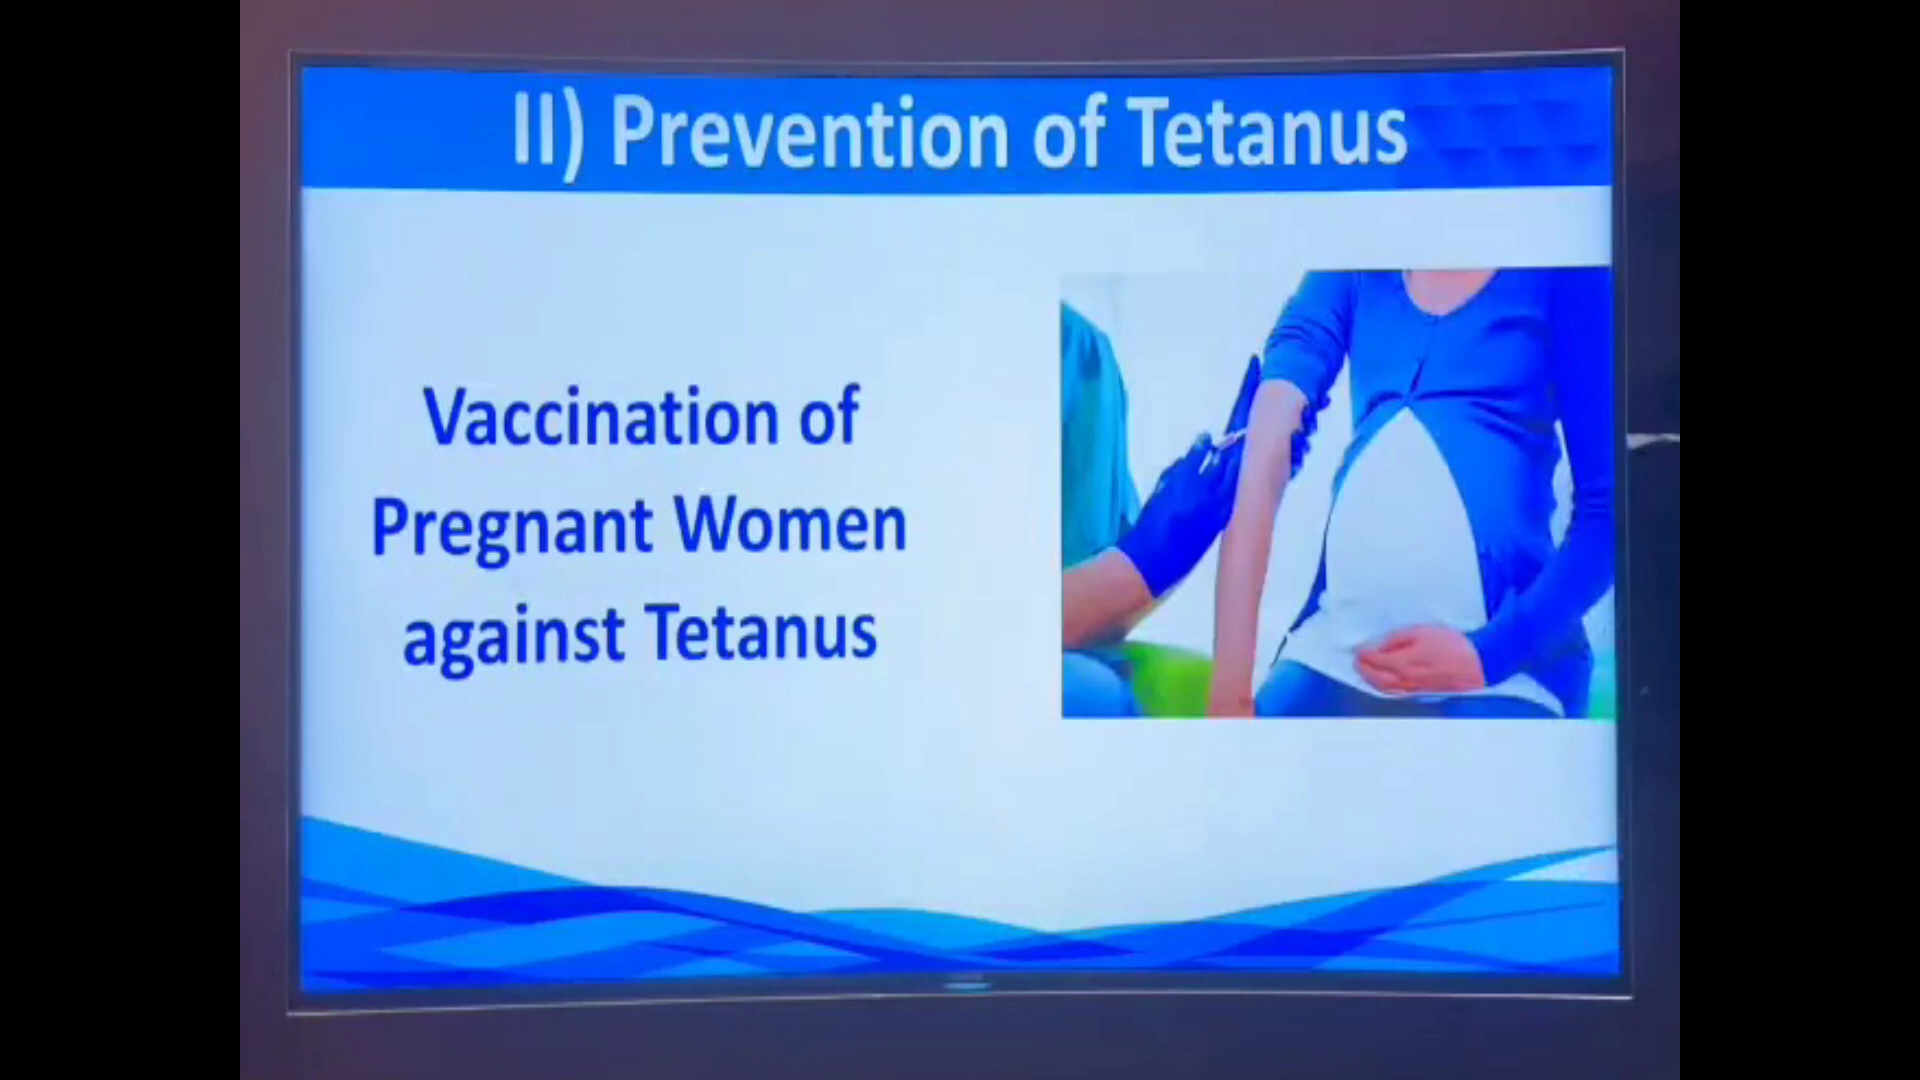 II) Prevention of Tetanus
Vaccination of
Pregnant Women
against Tetanus